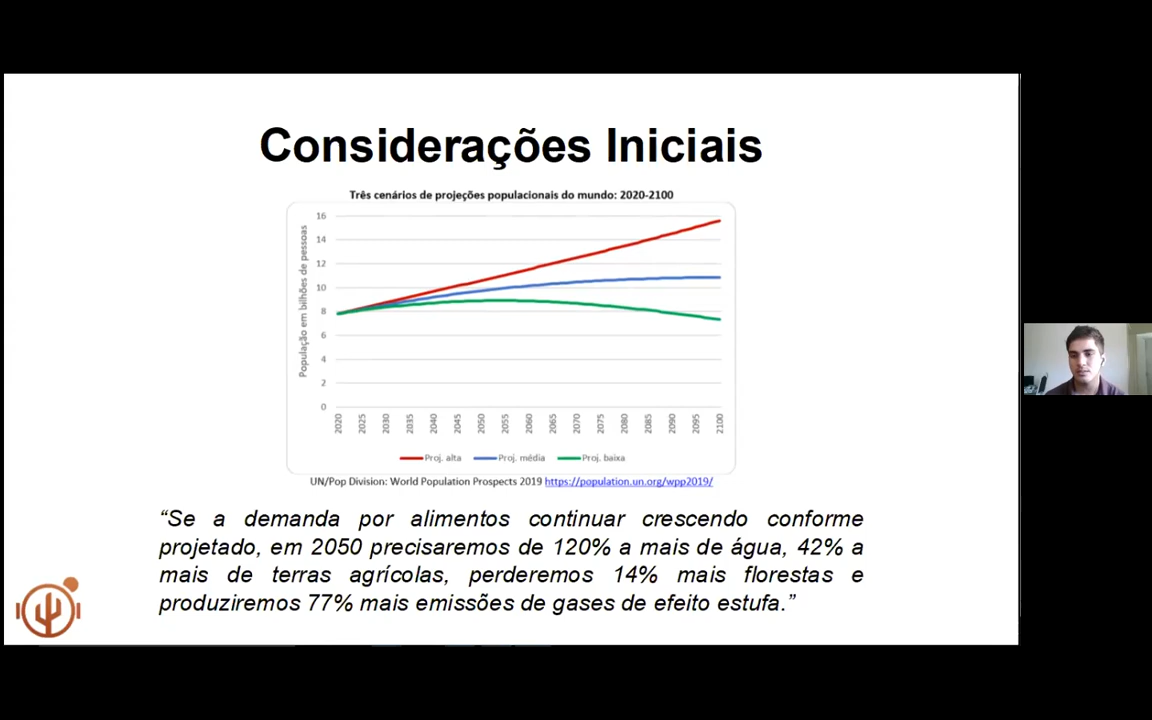 Considerações Iniciais
Três cenários de projeções populacionais do mundo: 2020-2100
População em bilhões de pessoas
16
14
12
10
8
6
4
2
0
2020 2025 2030 2035 2040 2045 2050 2055 2060 2065 2070 2075 2080 2085 2090 2095 2100
Proj. alta Proj. média Proj. baixa
UN/Pop Division: World Population Prospects 2019 https://population.un.org/wpp2019/
“Se a demanda por alimentos continuar crescendo conforme
projetado, em 2050 precisaremos de 120% a mais de água, 42% a
mais de terras agrícolas, perderemos 14% mais florestas e
produziremos 77% mais emissões de gases de efeito estufa.”